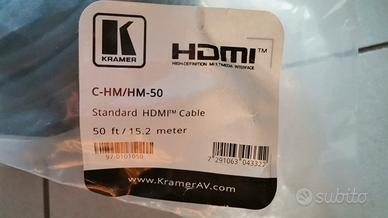 K
KRAMER
HDMI™
HIGH-DEFINITION MULTIMEDIA INTERFACE
C-HM/HM-50
Standard HDMI™ Cable
50 ft / 15.2 meter
97-0101050
7 291063 043322
www.KramerAV.com
subito